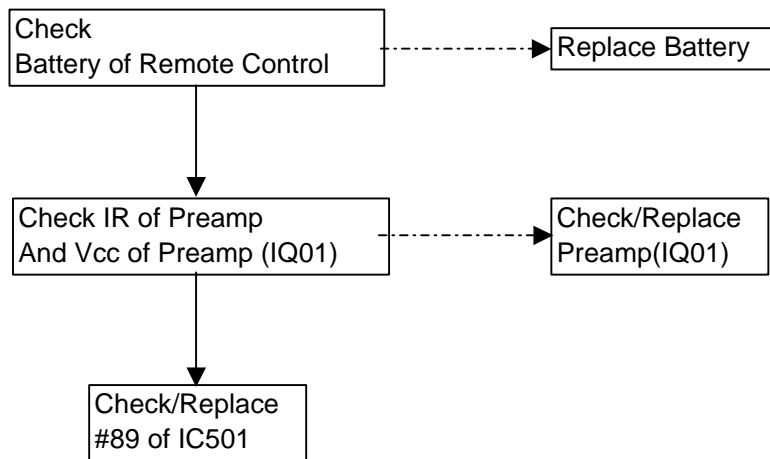 Check
Battery of Remote Control
Replace Battery
Check IR of Preamp
And Vcc of Preamp (IQ01)
Check/Replace
Preamp(IQ01)
Check/Replace
#89 of IC501